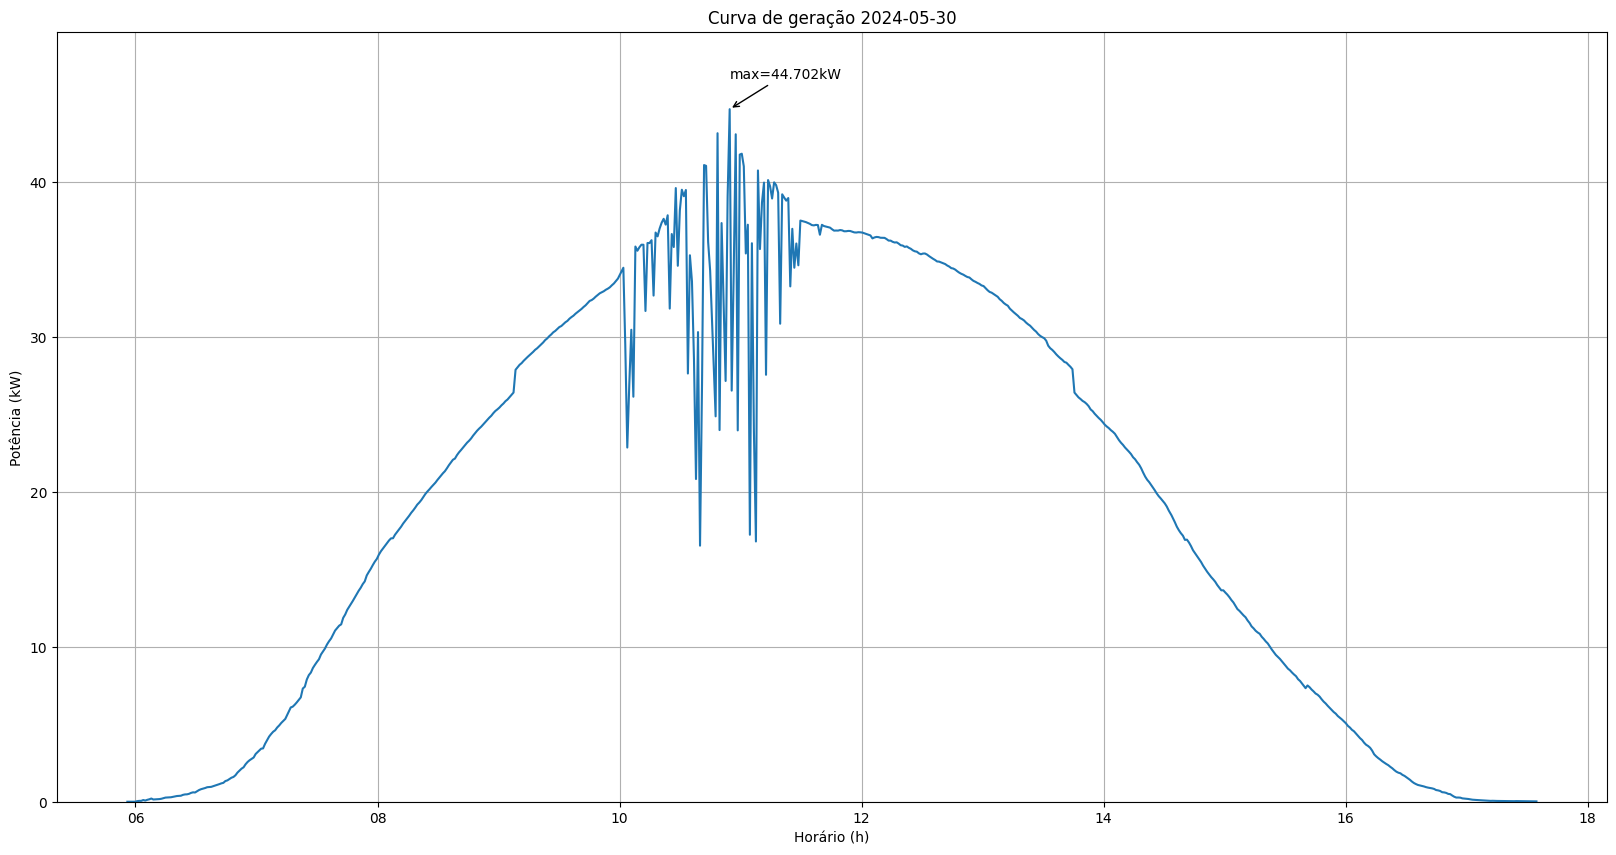 Curva de geração 2024-05-30
max=44.702kW
40
30
20
10
0
Potência (kW)
06 08 10 12 14 16 18
Horário (h)